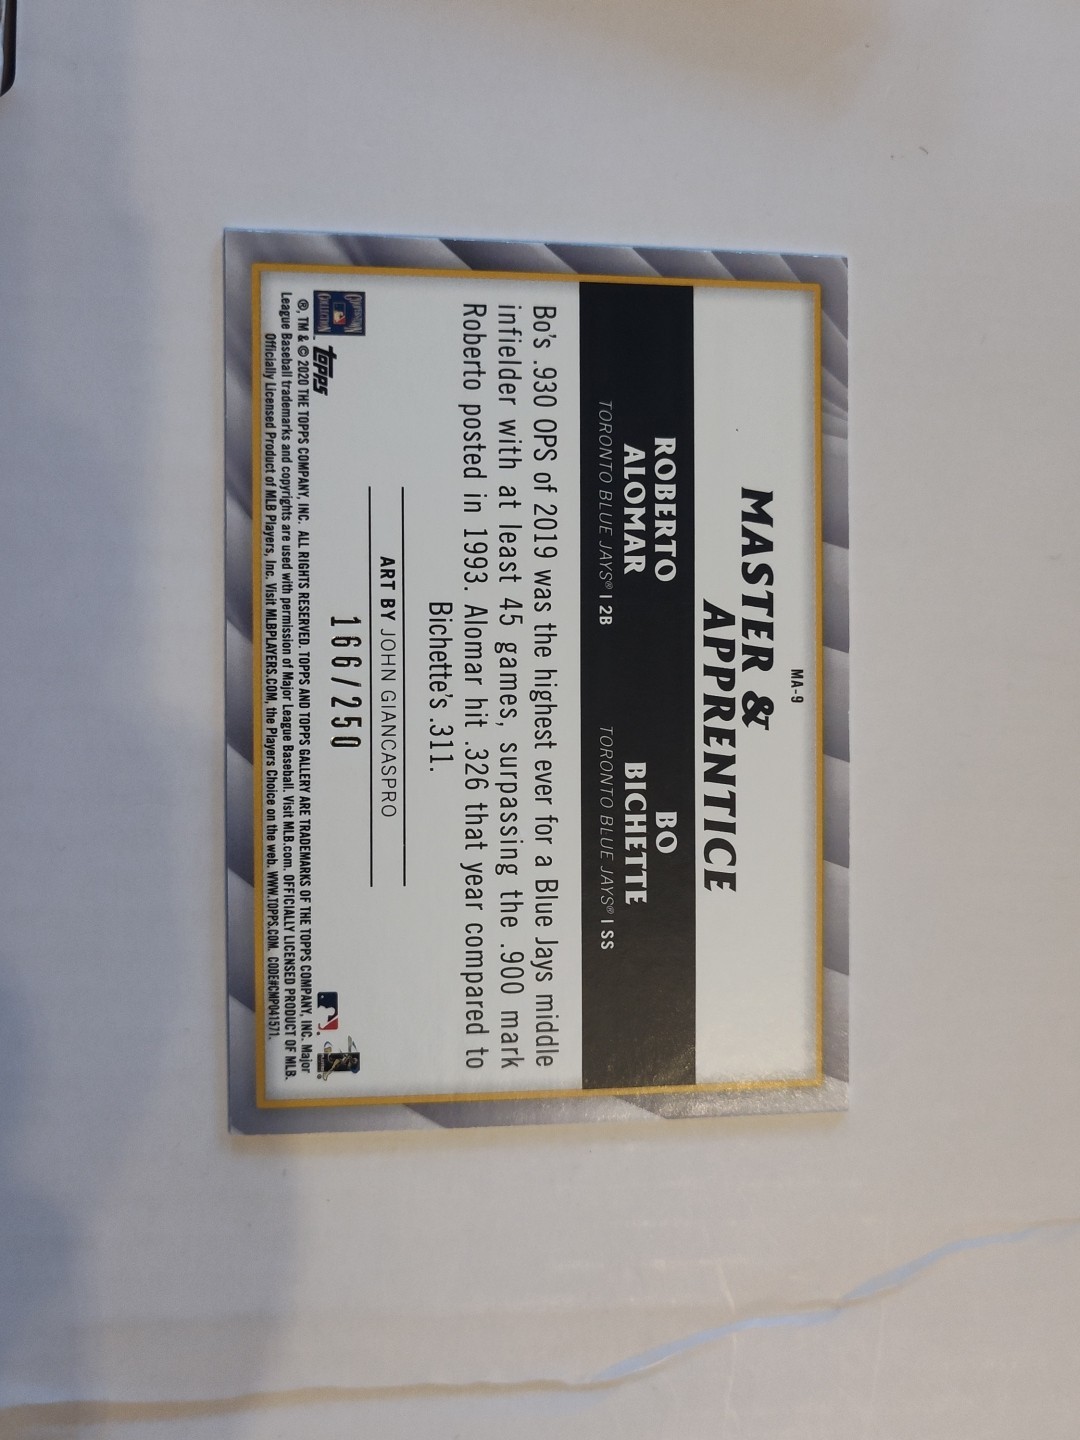 MA-9
MASTER &
APPRENTICE
ROBERTO
ALOMAR
TORONTO BLUE JAYS® | 2B
BO
BICHETTE
TORONTO BLUE JAYS® | SS
Bo's .930 OPS of 2019 was the highest ever for a Blue Jays middle
infielder with at least 45 games, surpassing the .900 mark
Roberto posted in 1993. Alomar hit .326 that year compared to
Bichette's .311.
ART BY JOHN GIANCASPRO
166/250
COOPERSTOWN
COLLECTION
topps
®, TM & © 2020 THE TOPPS COMPANY, INC. ALL RIGHTS RESERVED. TOPPS AND TOPPS GALLERY ARE TRADEMARKS OF THE TOPPS COMPANY, INC. Major
League Baseball trademarks and copyrights are used with permission of Major League Baseball. Visit MLB.com. OFFICIALLY LICENSED PRODUCT OF MLB.
Officially Licensed Product of MLB Players, Inc. Visit MLBPLAYERS.COM, the Players Choice on the web. WWW.TOPPS.COM. CODE#CMP041571.